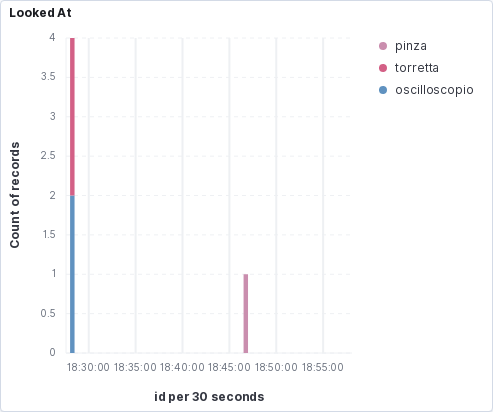 Looked At
pinza
torretta
oscilloscopio
Count of records
4
3.5
3
2.5
2
1.5
1
0.5
0
18:30:00 18:35:00 18:40:00 18:45:00 18:50:00 18:55:00
id per 30 seconds